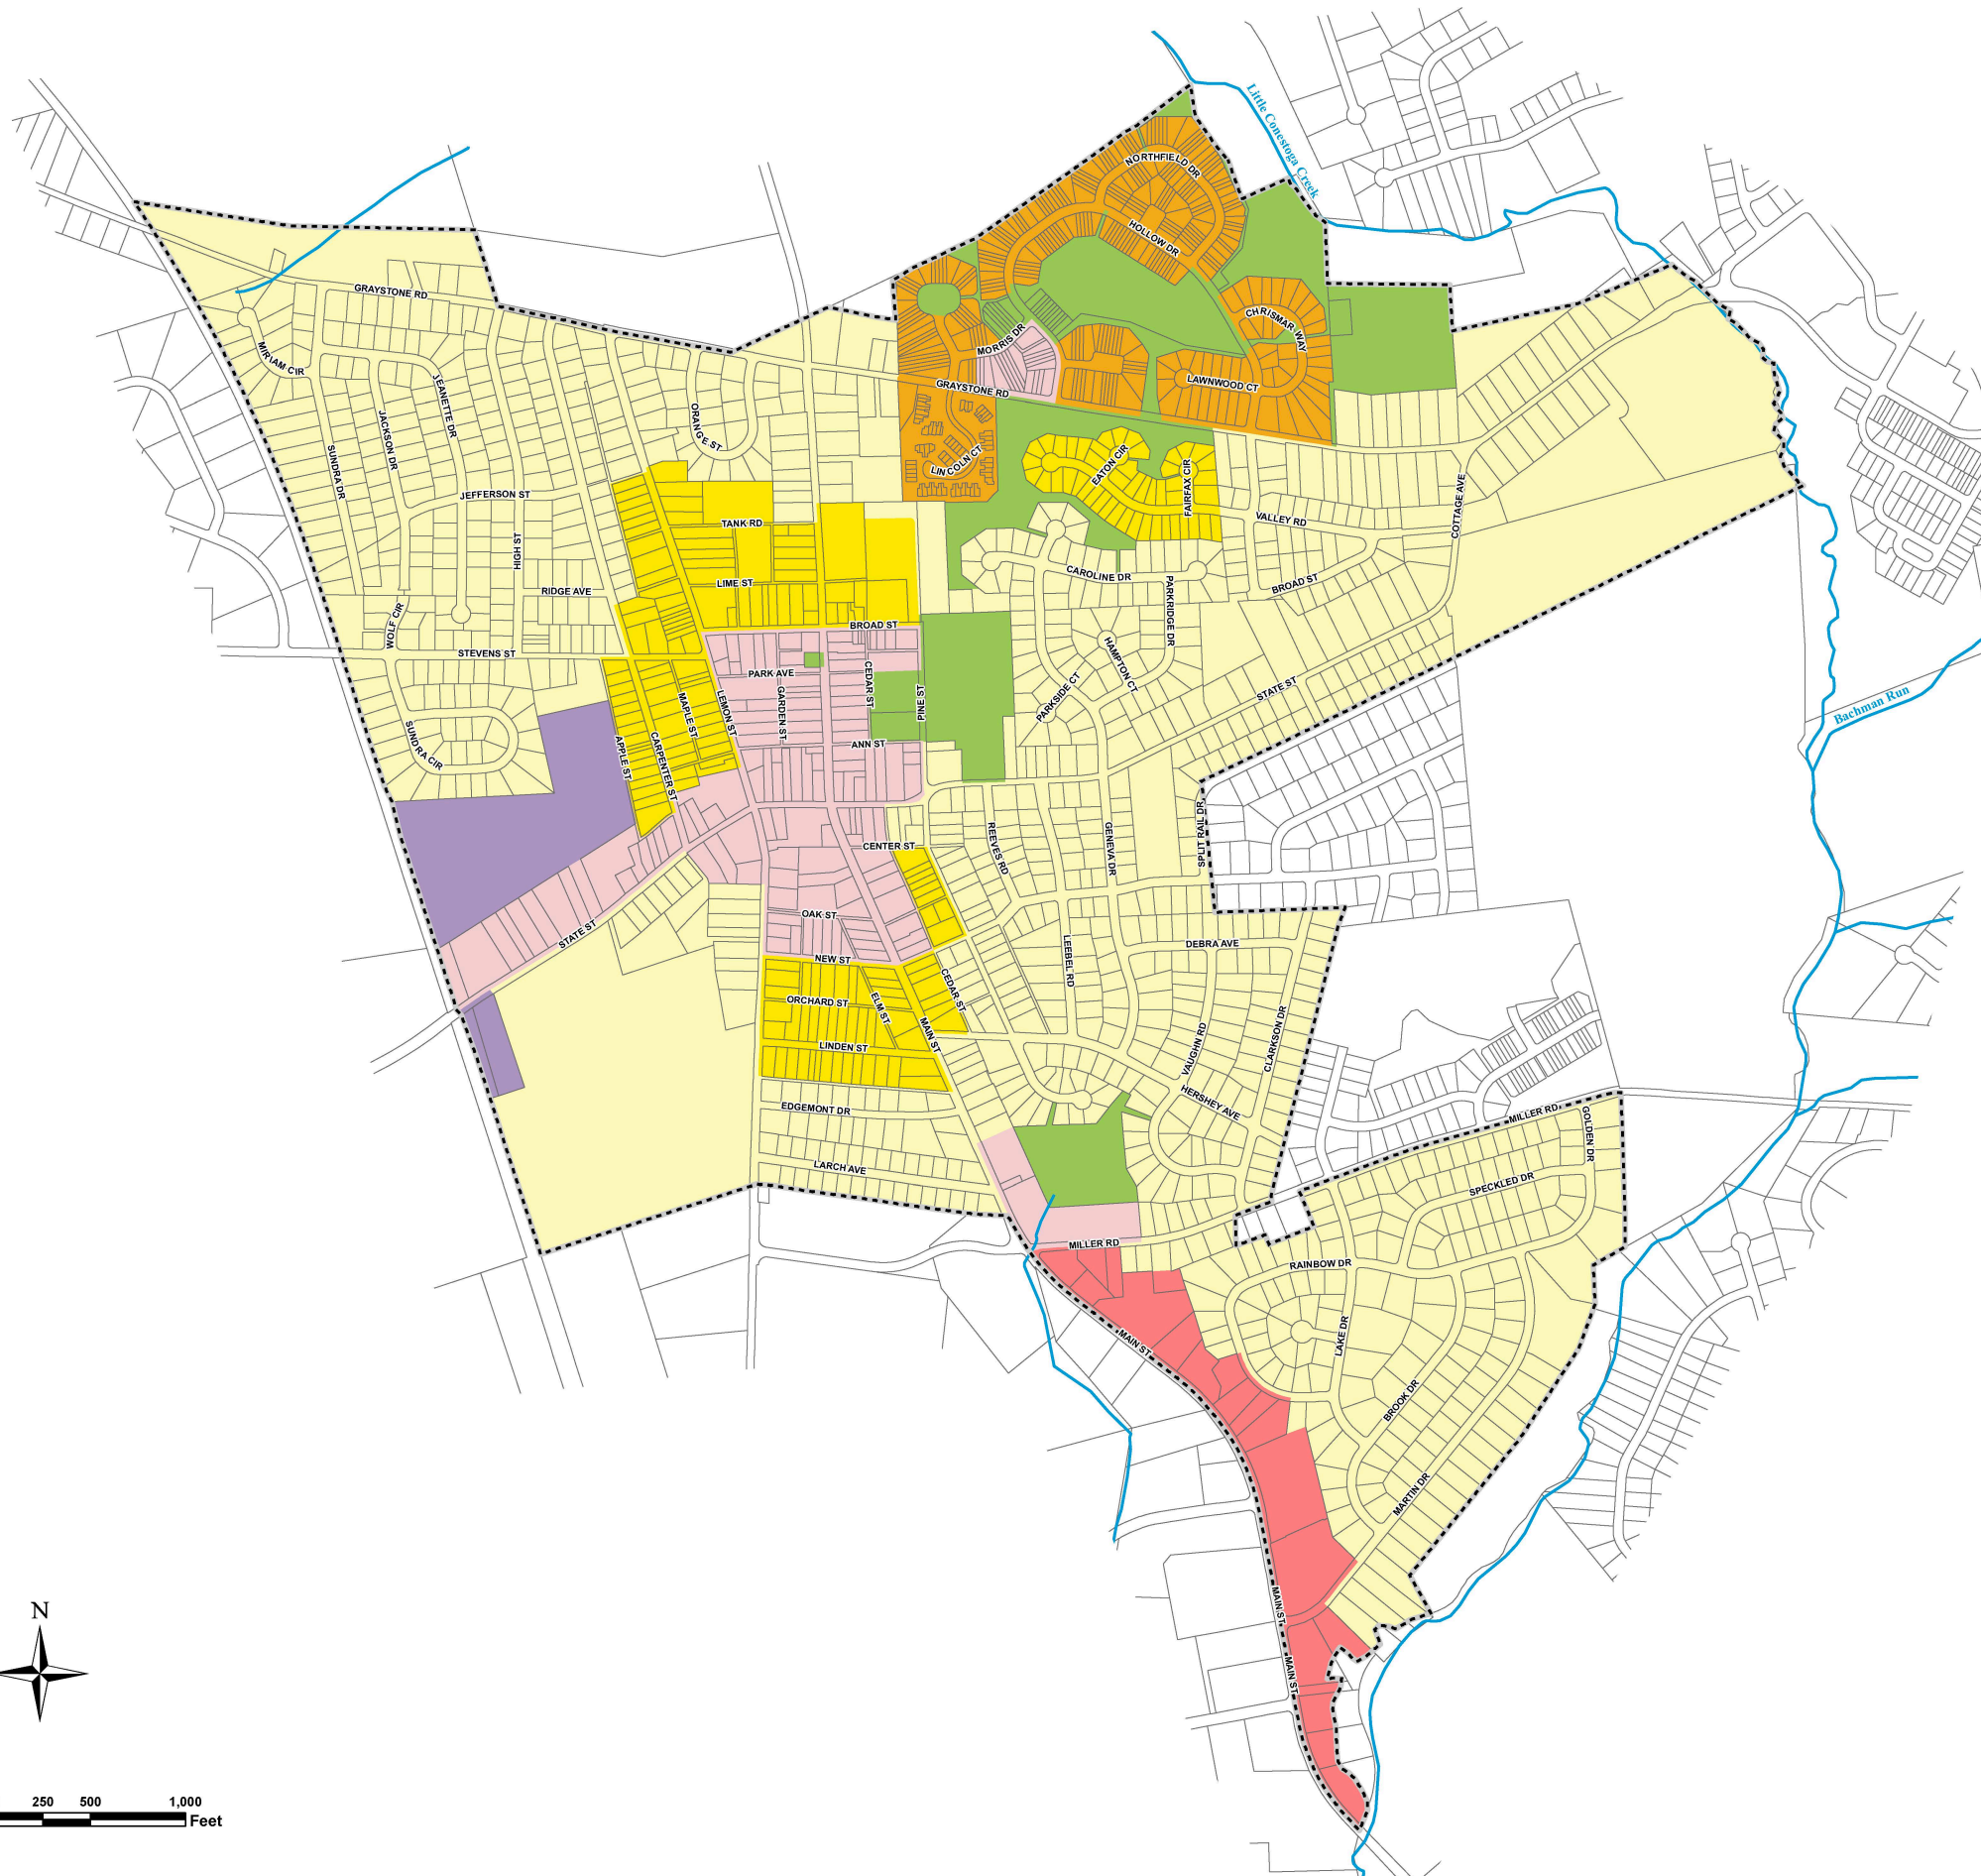 Little Conestoga Creek
NORTHFIELD DR
HOLLOW DR
GRAYSTONE RD
CHRISMAR WAY
MORRIS DR
MIRIAM CIR
JEANETTE DR
LAWNWOOD CT
GRAYSTONE RD
ORANGE ST
JACKSON DR
SUNDRA DR
LINCOLN CT
EATON CIR
FAIRFAX CIR
JEFFERSON ST
COTTAGE AVE
TANK RD
VALLEY RD
HIGH ST
LIME ST
CAROLINE DR
BROAD ST
RIDGE AVE
PARKRIDGE DR
WOLF CIR
BROAD ST
STEVENS ST
HAMPTON CT
PARK AVE
CEDAR ST
STATE ST
PARKSIDE CT
GARDEN ST
PINE ST
LEMON ST
MAPLE ST
Bachman Run
SUNDRA CIR
ANN ST
APPLE ST
CARPENTER ST
SPLIT RAIL DR
CENTER ST
REEVES RD
GENEVA DR
OAK ST
STATE ST
DEBRA AVE
NEW ST
LEEBEL RD
CEDAR ST
ORCHARD ST
ELM ST
MAIN ST
CLARKSON DR
VAUGHN RD
LINDEN ST
HERSHEY AVE
EDGEMONT DR
MILLER RD
GOLDEN DR
LARCH AVE
SPECKLED DR
MILLER RD
RAINBOW DR
MAIN ST
LAKE DR
BROOK DR
MARTIN DR
MAIN ST
N
MAIN ST
250 500 1,000
Feet